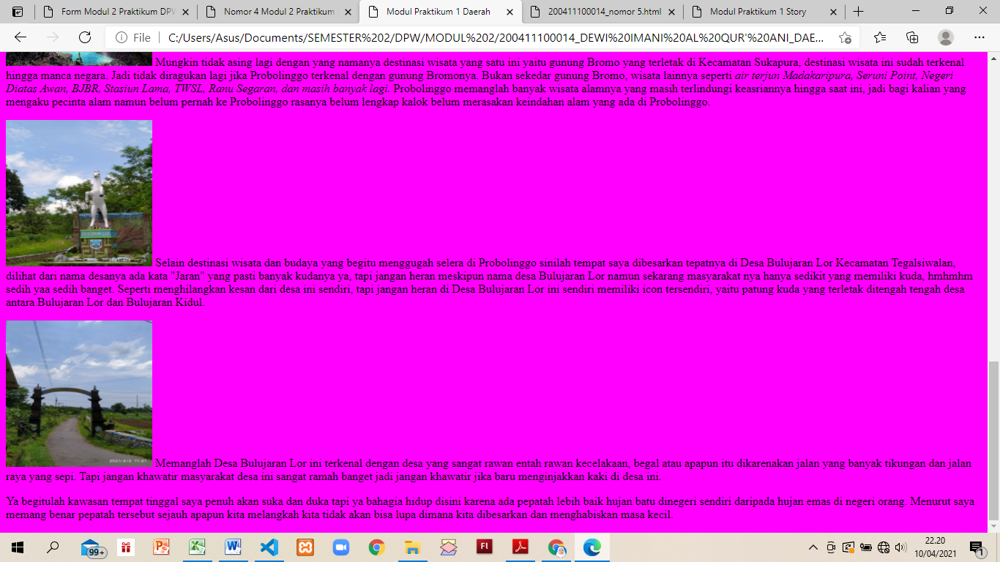 Form Modul 2 Praktikum DPW
Nomor 4 Modul 2 Praktikum
Modul Praktikum 1 Daerah
200411100014_nomor 5.html
Modul Praktikum 1 Story
File
C:/Users/Asus/Documents/SEMESTER%202/DPW/MODUL%202/200411100014_DEWI%20IMANI%20AL%20QUR'%20ANI_DAE...
Mungkin tidak asing lagi dengan yang namanya destinasi wisata yang satu ini yaitu gunung Bromo yang terletak di Kecamatan Sukapura, destinasi wisata ini sudah terkenal
hingga manca negara. Jadi tidak diragukan lagi jika Probolinggo terkenal dengan gunung Bromonya. Bukan sekedar gunung Bromo, wisata lainnya seperti air terjun Madakaripura, Seruni Point, Negeri
Diatas Awan, BJBR, Stasiun Lama, TWSL, Ranu Segaran, dan masih banyak lagi. Probolinggo memanglah banyak wisata alamnya yang masih terlindungi keasriannya hingga saat ini, jadi bagi kalian yang
mengaku pecinta alam namun belum pernah ke Probolinggo rasanya belum lengkap kalok belum merasakan keindahan alam yang ada di Probolinggo.
Selain destinasi wisata dan budaya yang begitu menggugah selera di Probolinggo sinilah tempat saya dibesarkan tepatnya di Desa Bulujaran Lor Kecamatan Tegalsiwalan,
dilihat dari nama desanya ada kata "Jaran" yang pasti banyak kudanya ya, tapi jangan heran meskipun nama desa Bulujaran Lor namun sekarang masyarakat nya hanya sedikit yang memiliki kuda, hmhmhm
sedih yaa sedih banget. Seperti menghilangkan kesan dari desa ini sendiri, tapi jangan heran di Desa Bulujaran Lor ini sendiri memiliki icon tersendiri, yaitu patung kuda yang terletak ditengah tengah desa
antara Bulujaran Lor dan Bulujaran Kidul.
Memanglah Desa Bulujaran Lor ini terkenal dengan desa yang sangat rawan entah rawan kecelakaan, begal atau apapun itu dikarenakan jalan yang banyak tikungan dan jalan
raya yang sepi. Tapi jangan khawatir masyarakat desa ini sangat ramah banget jadi jangan khawatir jika baru menginjakkan kaki di desa ini.
Ya begitulah kawasan tempat tinggal saya penuh akan suka dan duka tapi ya bahagia hidup disini karena ada pepatah lebih baik hujan batu dinegeri sendiri daripada hujan emas di negeri orang. Menurut saya
memang benar pepatah tersebut sejauh apapun kita melangkah kita tidak akan bisa lupa dimana kita dibesarkan dan menghabiskan masa kecil.
99+
22.20
10/04/2021
1